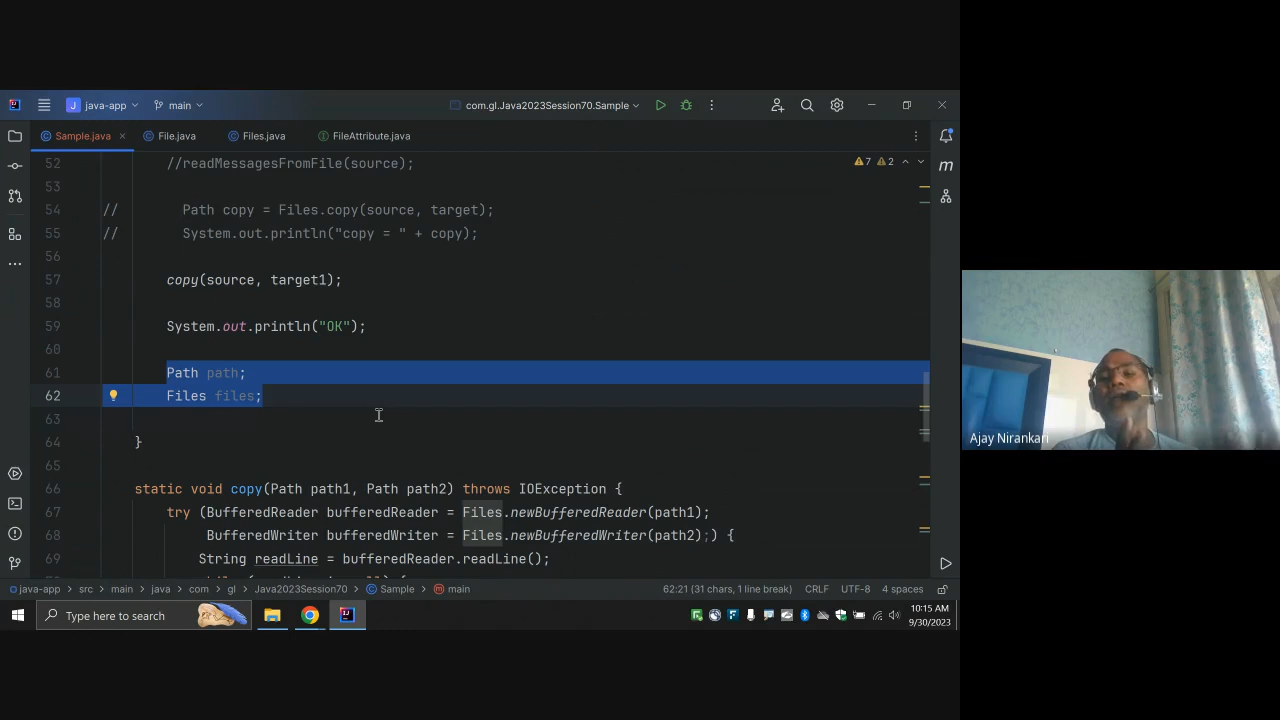 J java-app main com.gl.Java2023Session70.Sample
Sample.java File.java Files.java FileAttribute.java
52 //readMessagesFromFile(source); 7 2
53
54 // Path copy = Files.copy(source, target);
55 // System.out.println("copy = " + copy);
56
57 copy(source, target1);
58
59 System.out.println("OK");
60
61 Path path;
62 Files files;
63
64 }
65
66 static void copy(Path path1, Path path2) throws IOException {
67 try (BufferedReader bufferedReader = Files.newBufferedReader(path1);
68 BufferedWriter bufferedWriter = Files.newBufferedWriter(path2);) {
69 String readLine = bufferedReader.readLine();
m
Ajay Nirankari
java-app src main java com gl Java2023Session70 Sample main 62:21 (31 chars, 1 line break) CRLF UTF-8 4 spaces
Type here to search
10:15 AM
9/30/2023